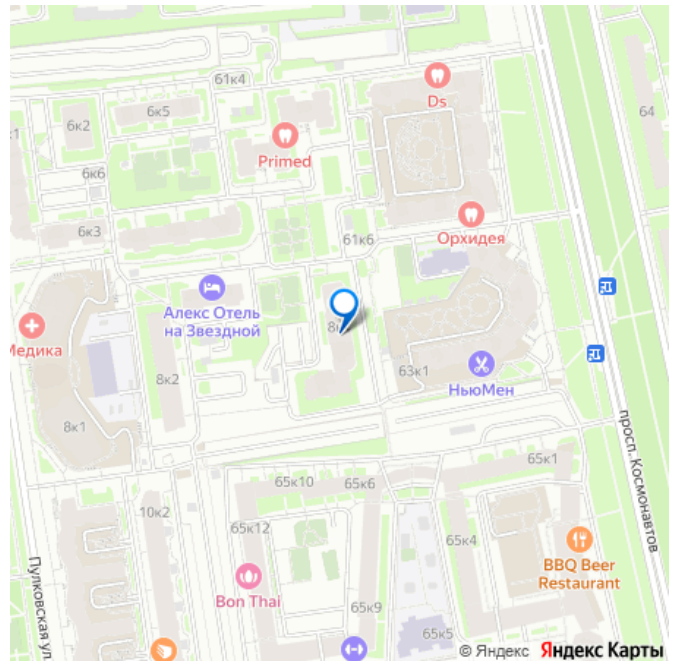 61к4
Ds
6к5
6к2
64
Primed
6к6
6к3
Орхидея
61к6
Алекс Отель
на Звездной
Медика
8к2
63к1
НьюМен
8к1
просп. Космонавтов
65к1
65к10
65к6
10к2
65к12
65к4
BBQ Beer
Restaurant
Пулковская ул
Bon Thai
65к9
65к5
© Яндекс Яндекс Карты